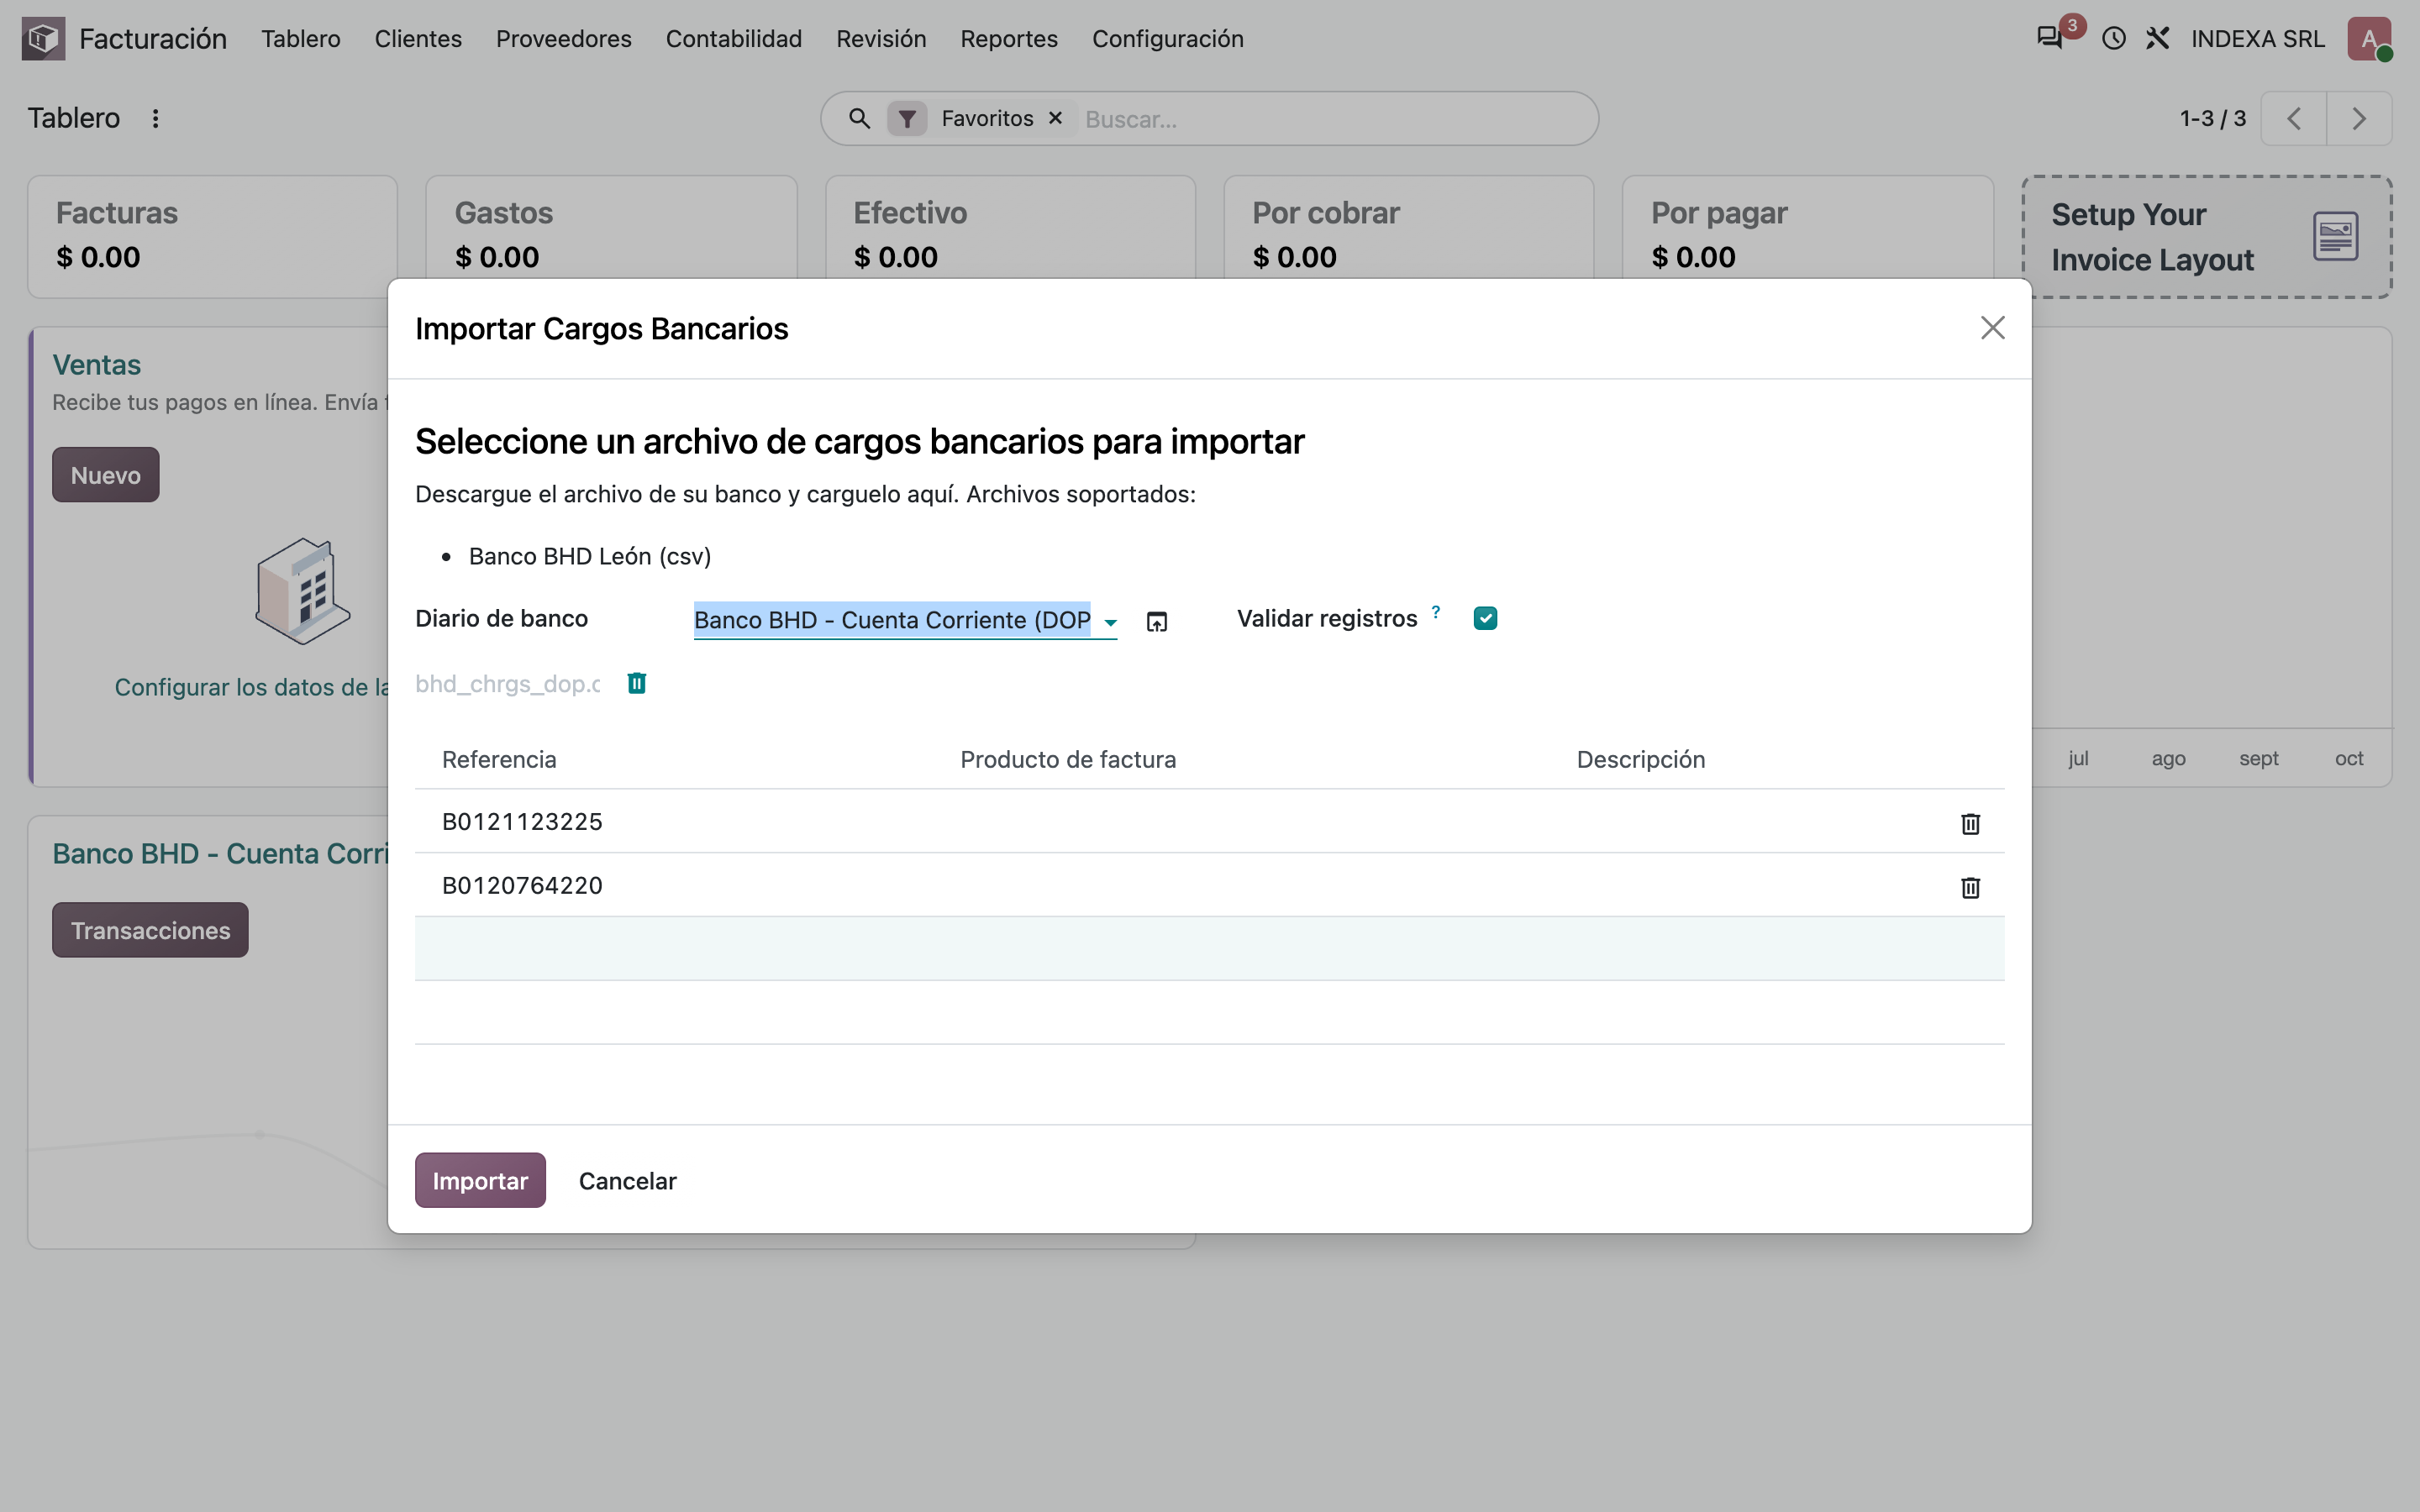 Facturación Tablero Clientes Proveedores Contabilidad Revisión Reportes Configuración 3 INDEXA SRL A
Tablero Favoritos Buscar... 1-3 / 3
Facturas Gastos Efectivo Por cobrar Por pagar Setup Your
$ 0.00 $ 0.00 $ 0.00 $ 0.00 $ 0.00 Invoice Layout
Importar Cargos Bancarios
Ventas
Recibe tus pagos en línea. Envía
Nuevo
Configurar los datos de
Seleccione un archivo de cargos bancarios para importar
Descargue el archivo de su banco y carguelo aquí. Archivos soportados:
• Banco BHD León (csv)
Diario de banco Banco BHD - Cuenta Corriente (DOP Validar registros ?
bhd_chrgs_dop.c
Referencia Producto de factura Descripción
B0121123225
B0120764220
jul ago sept oct
Banco BHD - Cuenta Corri
Transacciones
Importar Cancelar